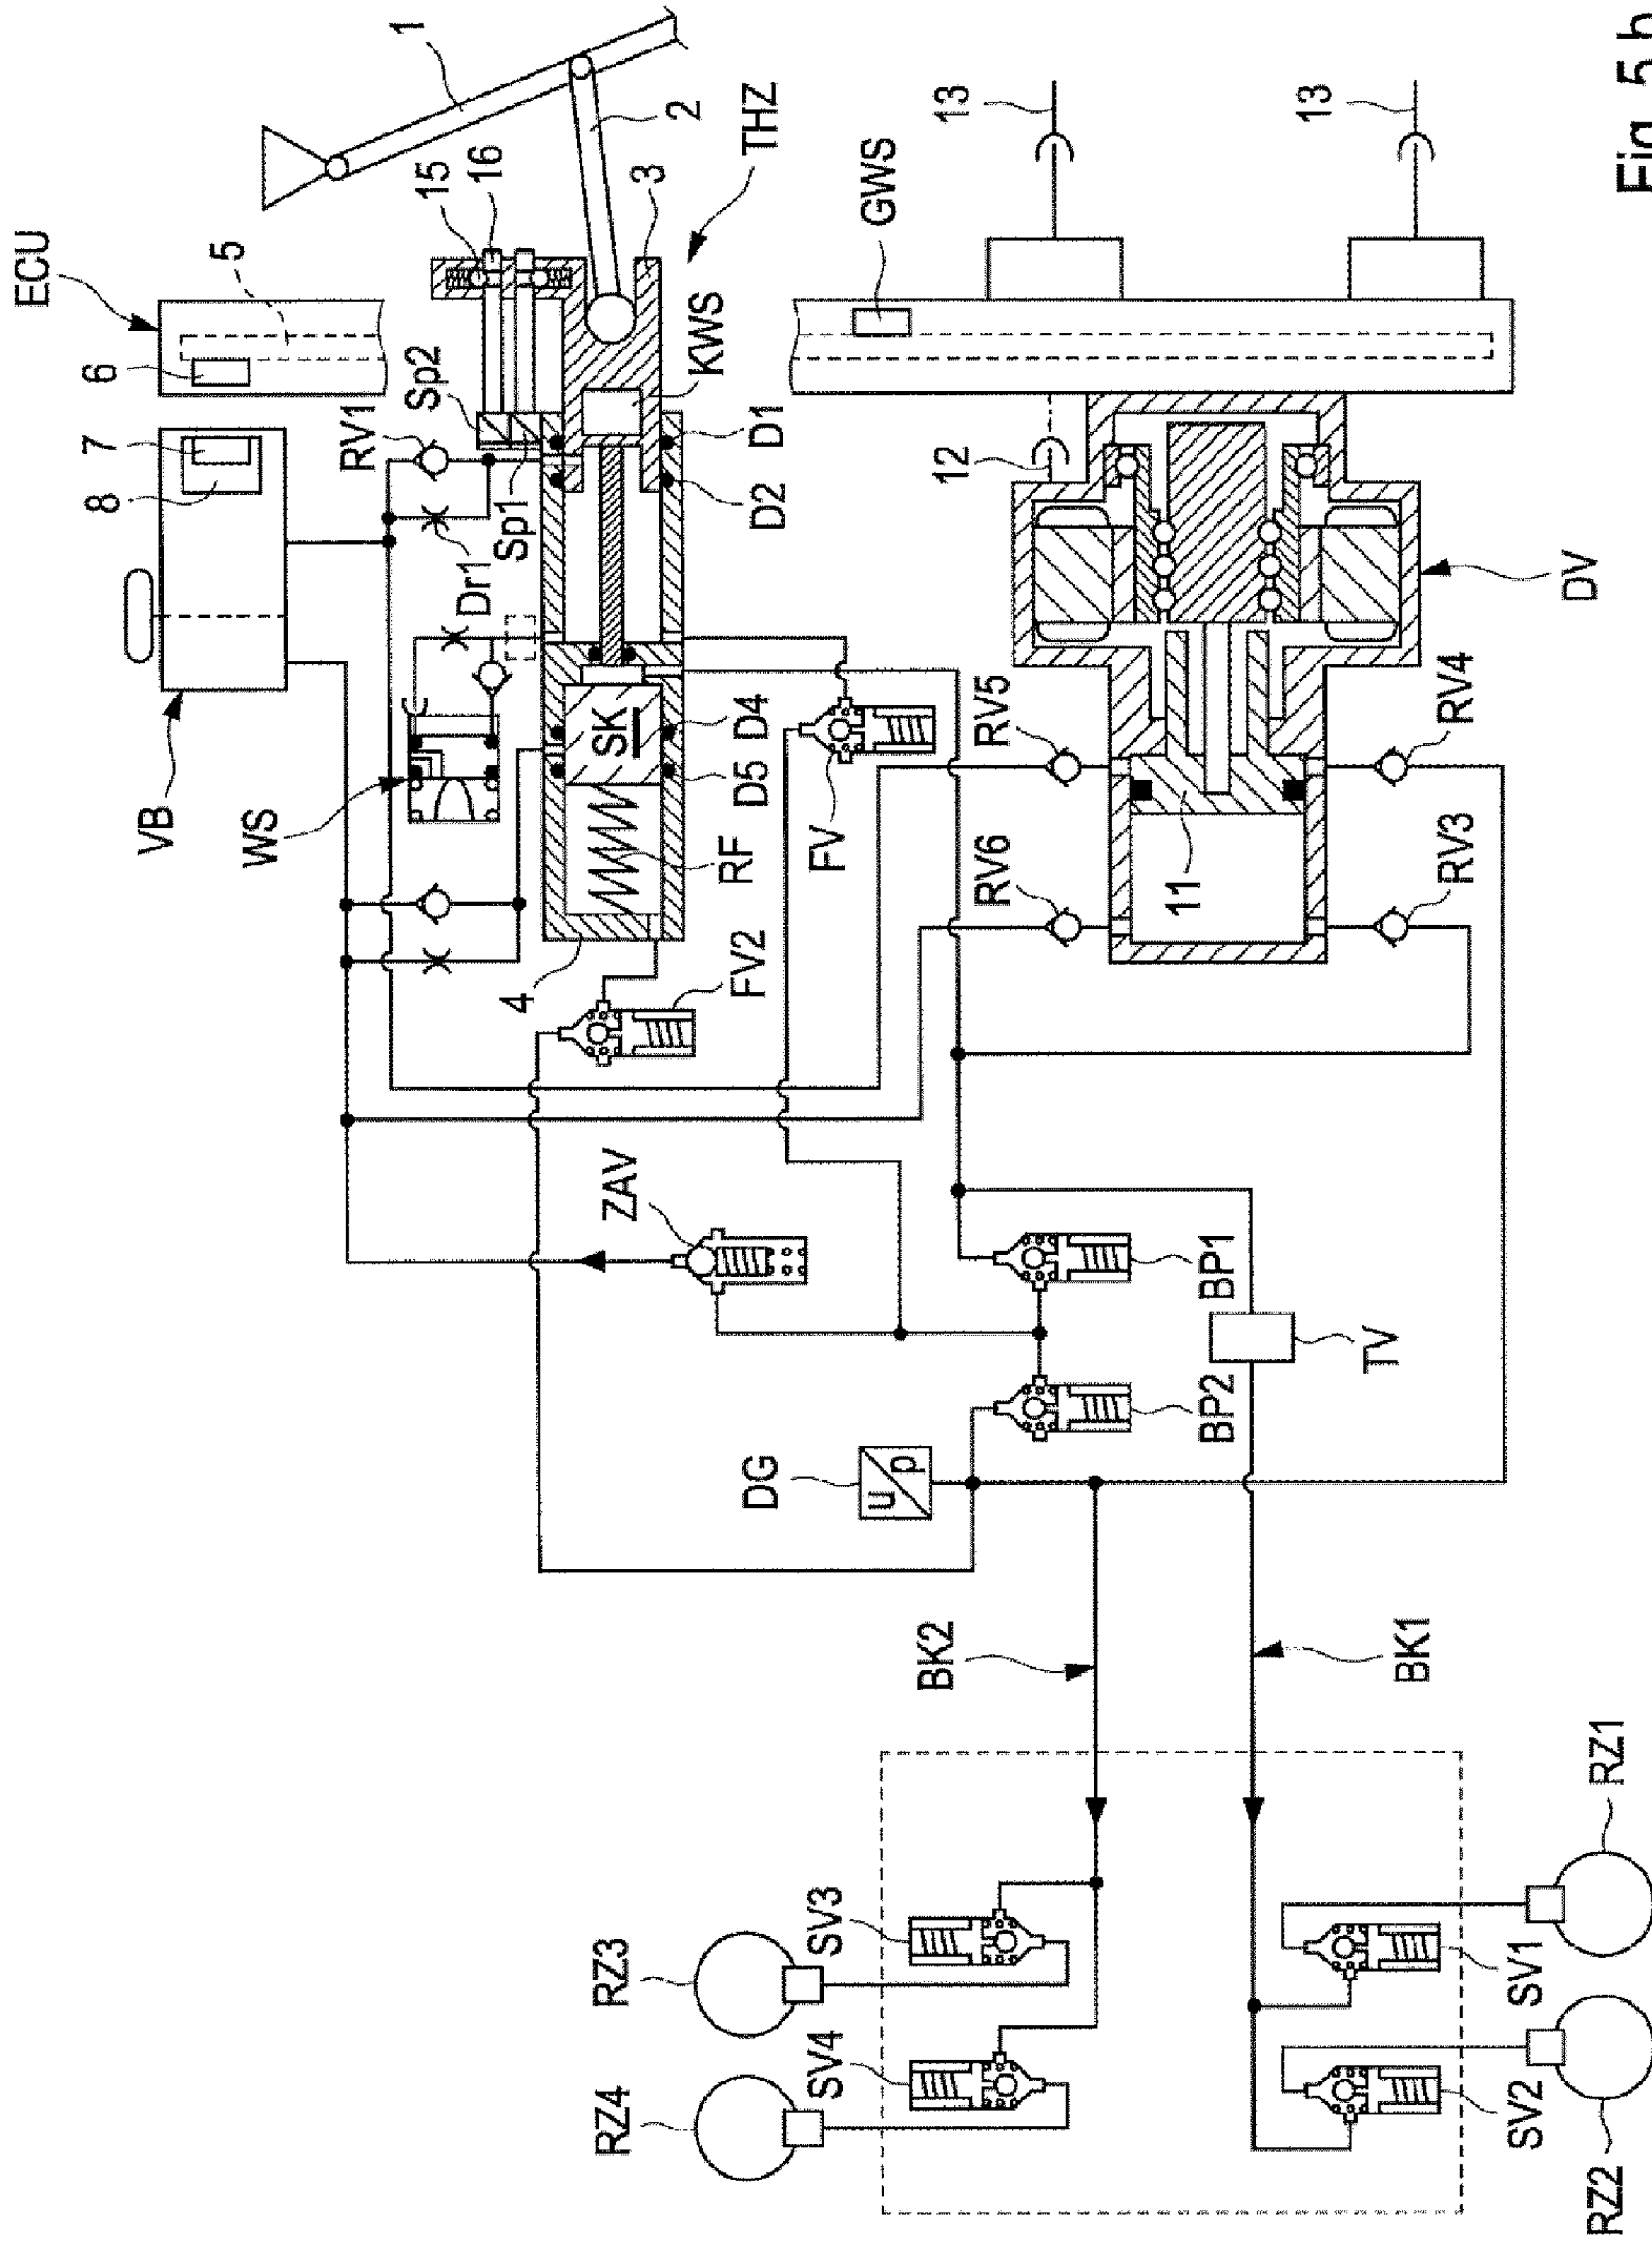 ECU
1
6
5
7
8
15
16
2
THZ
3
Sp2
RV1
KWS
GWS
13
13
Sp1
D1
D2
Dr1
12
VB
WS
SK
D4
D5
RF
DV
RV5
RV4
FV
RV6
11
RV3
4
FV2
ZAV
BP1
TV
DG
u
p
BP2
BK2
BK1
RZ3
SV3
RZ1
SV1
RZ4
SV4
SV2
RZ2
Fig. 5 b